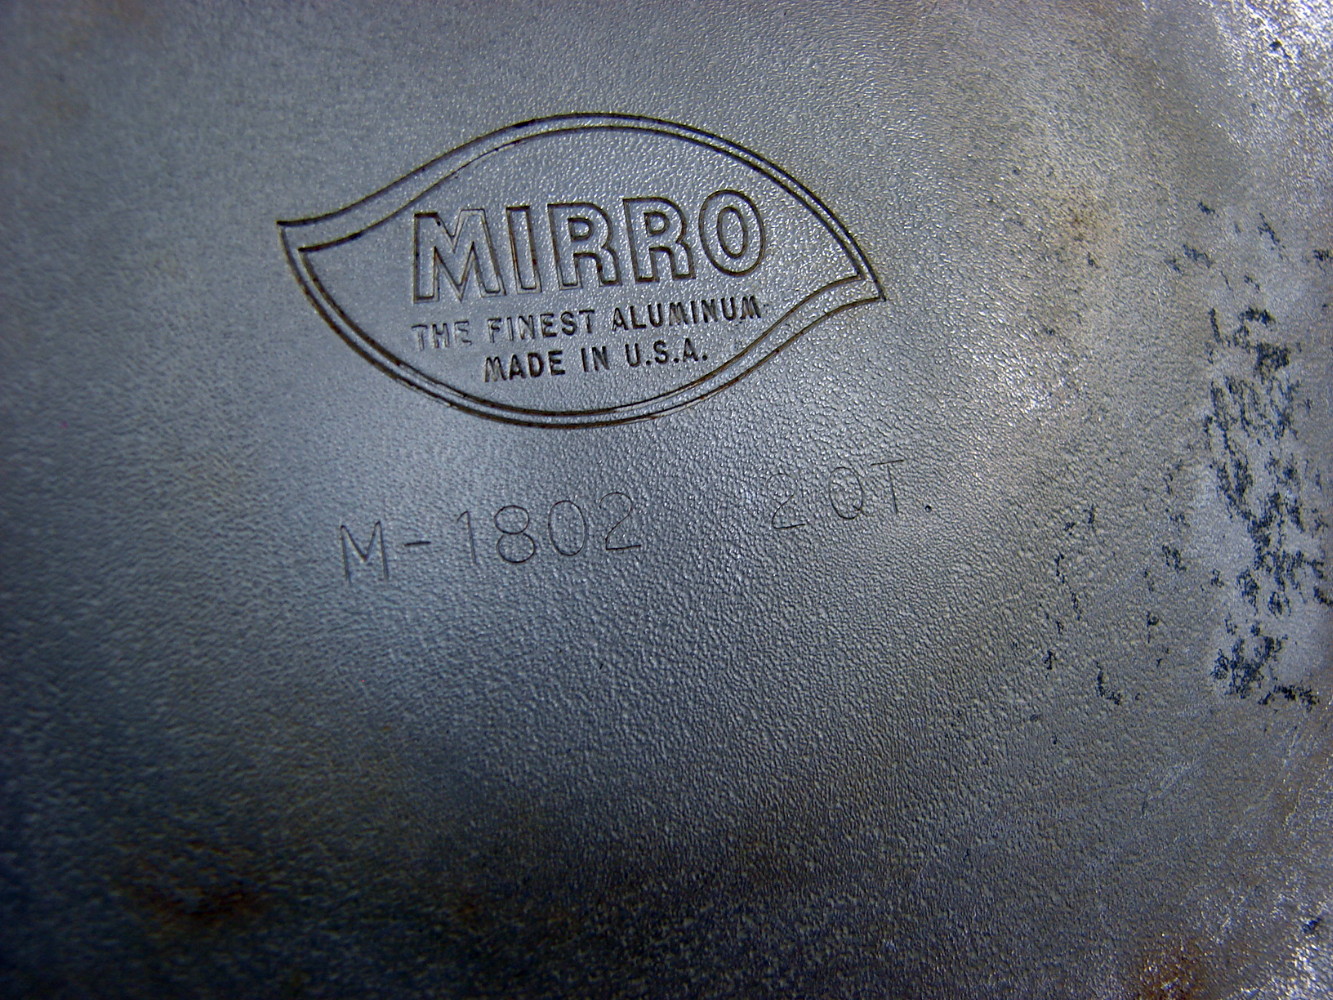 MIRRO
THE FINEST ALUMINUM
MADE IN U.S.A.
M-1802 2 QT.